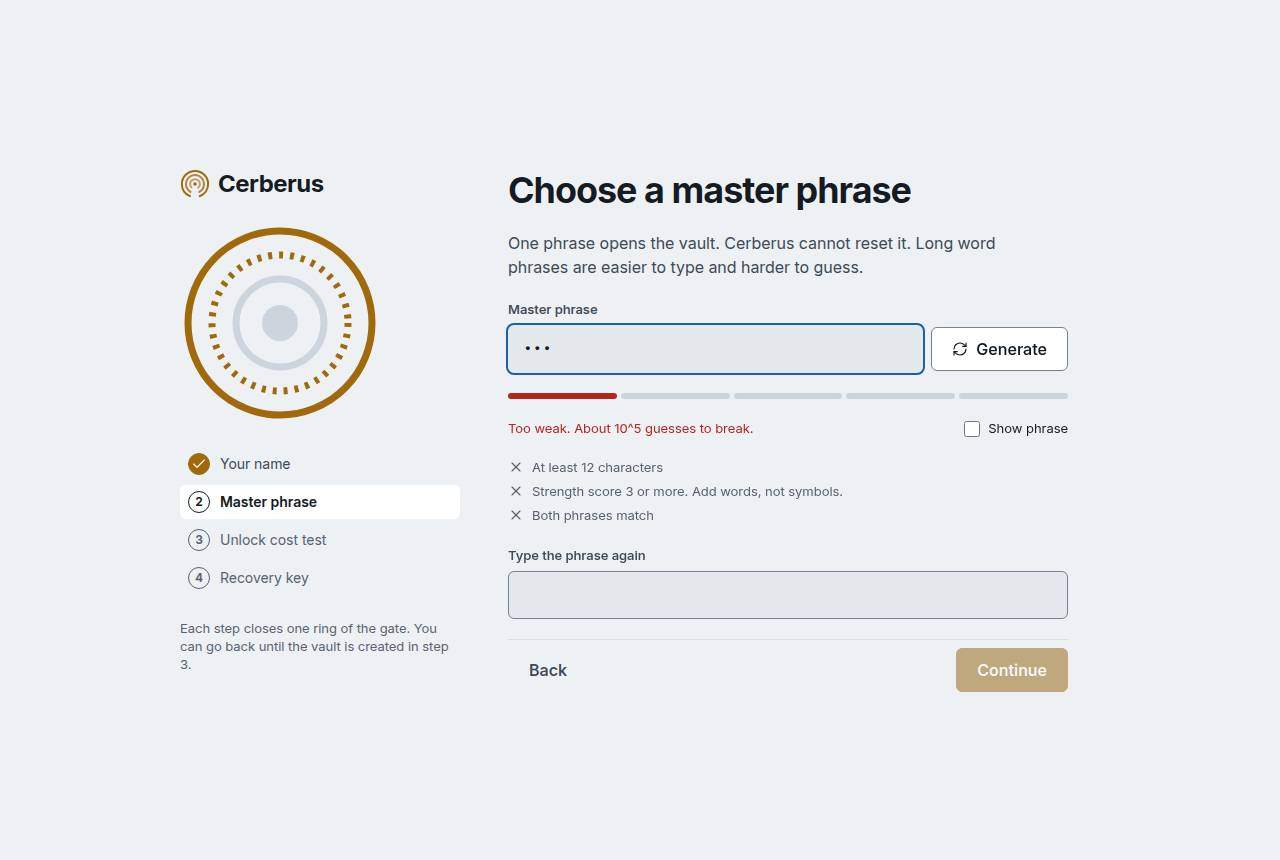 Cerberus
Your name
2 Master phrase
3 Unlock cost test
4 Recovery key
Each step closes one ring of the gate. You
can go back until the vault is created in step
3.
Choose a master phrase
One phrase opens the vault. Cerberus cannot reset it. Long word
phrases are easier to type and harder to guess.
Master phrase
•••
Generate
Too weak. About 10^5 guesses to break.
Show phrase
At least 12 characters
Strength score 3 or more. Add words, not symbols.
Both phrases match
Type the phrase again
Back
Continue